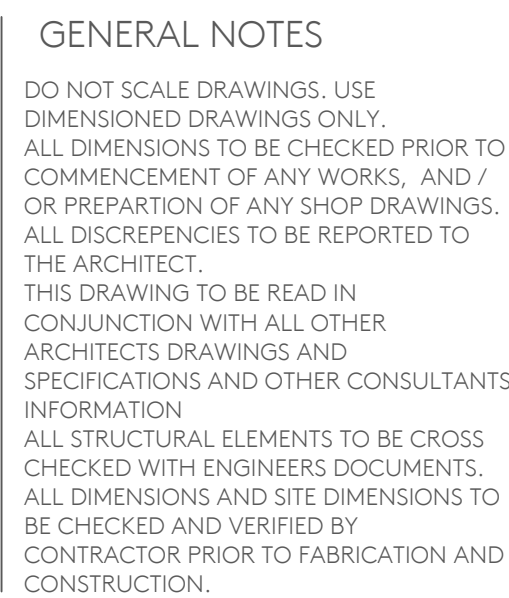 GENERAL NOTES
DO NOT SCALE DRAWINGS. USE
DIMENSIONED DRAWINGS ONLY.
ALL DIMENSIONS TO BE CHECKED PRIOR TO
COMMENCEMENT OF ANY WORKS, AND /
OR PREPARTION OF ANY SHOP DRAWINGS.
ALL DISCREPENCIES TO BE REPORTED TO
THE ARCHITECT.
THIS DRAWING TO BE READ IN
CONJUNCTION WITH ALL OTHER
ARCHITECTS DRAWINGS AND
SPECIFICATIONS AND OTHER CONSULTANTS
INFORMATION
ALL STRUCTURAL ELEMENTS TO BE CROSS
CHECKED WITH ENGINEERS DOCUMENTS.
ALL DIMENSIONS AND SITE DIMENSIONS TO
BE CHECKED AND VERIFIED BY
CONTRACTOR PRIOR TO FABRICATION AND
CONSTRUCTION.